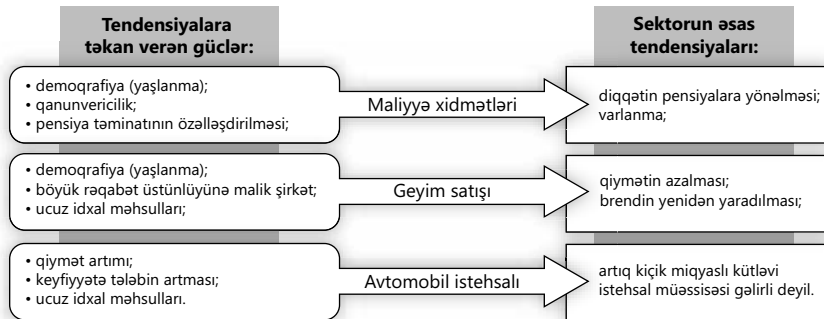 Tendensiyalara
təkan verən güclər:
Sektorun əsas
tendensiyaları:
• demoqrafiya (yaşlanma);
• qanunvericilik;
• pensiya təminatının özəlləşdirilməsi;
Maliyyə xidmətləri
diqqətin pensiyalara yönəlməsi;
varlanma;
• demoqrafiya (yaşlanma);
• böyük rəqabət üstünlüyünə malik şirkət;
• ucuz idxal məhsulları;
Geyim satışı
qiymətin azalması;
brendin yenidən yaradılması;
• qiymət artımı;
• keyfiyyətə tələbin artması;
• ucuz idxal məhsulları.
Avtomobil istehsalı
artıq kiçik miqyaslı kütləvi
istehsal müəssisəsi gəlirli deyil.